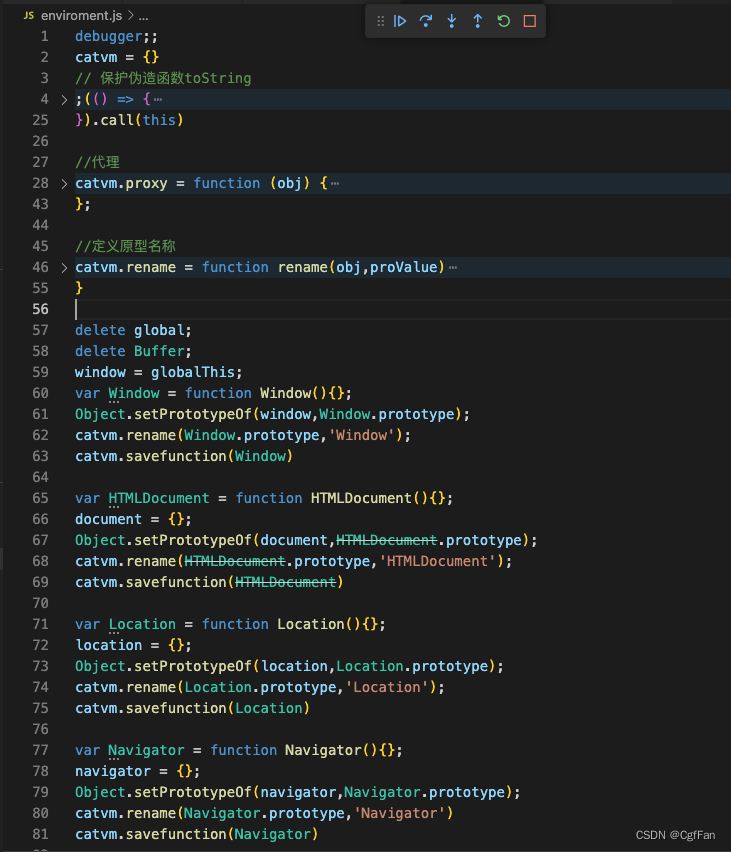 JS enviroment.js > ...
1 debugger;;
2 catvm = {}
3 // 保护伪造函数toString
4 > ;(() => {⋯
25 }).call(this)
26
27 //代理
28 > catvm.proxy = function (obj) {⋯
43 };
44
45 //定义原型名称
46 > catvm.rename = function rename(obj,proValue)⋯
55 }
56
57 delete global;
58 delete Buffer;
59 window = globalThis;
60 var Window = function Window(){};
61 Object.setPrototypeOf(window,Window.prototype);
62 catvm.rename(Window.prototype,'Window');
63 catvm.savefunction(Window)
64
65 var HTMLDocument = function HTMLDocument(){};
66 document = {};
67 Object.setPrototypeOf(document,HTMLDocument.prototype);
68 catvm.rename(HTMLDocument.prototype,'HTMLDocument');
69 catvm.savefunction(HTMLDocument)
70
71 var Location = function Location(){};
72 location = {};
73 Object.setPrototypeOf(location,Location.prototype);
74 catvm.rename(Location.prototype,'Location');
75 catvm.savefunction(Location)
76
77 var Navigator = function Navigator(){};
78 navigator = {};
79 Object.setPrototypeOf(navigator,Navigator.prototype);
80 catvm.rename(Navigator.prototype,'Navigator')
81 catvm.savefunction(Navigator)
CSDN @CgfFan